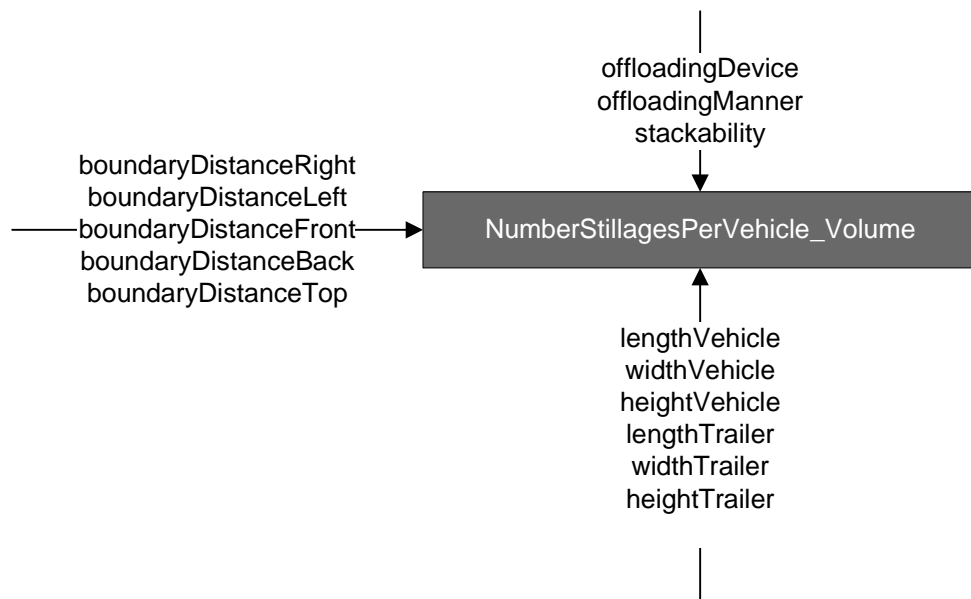 offloadingDevice
offloadingManner
stackability
boundaryDistanceRight
boundaryDistanceLeft
boundaryDistanceFront
boundaryDistanceBack
boundaryDistanceTop
NumberStillagesPerVehicle_Volume
lengthVehicle
widthVehicle
heightVehicle
lengthTrailer
widthTrailer
heightTrailer